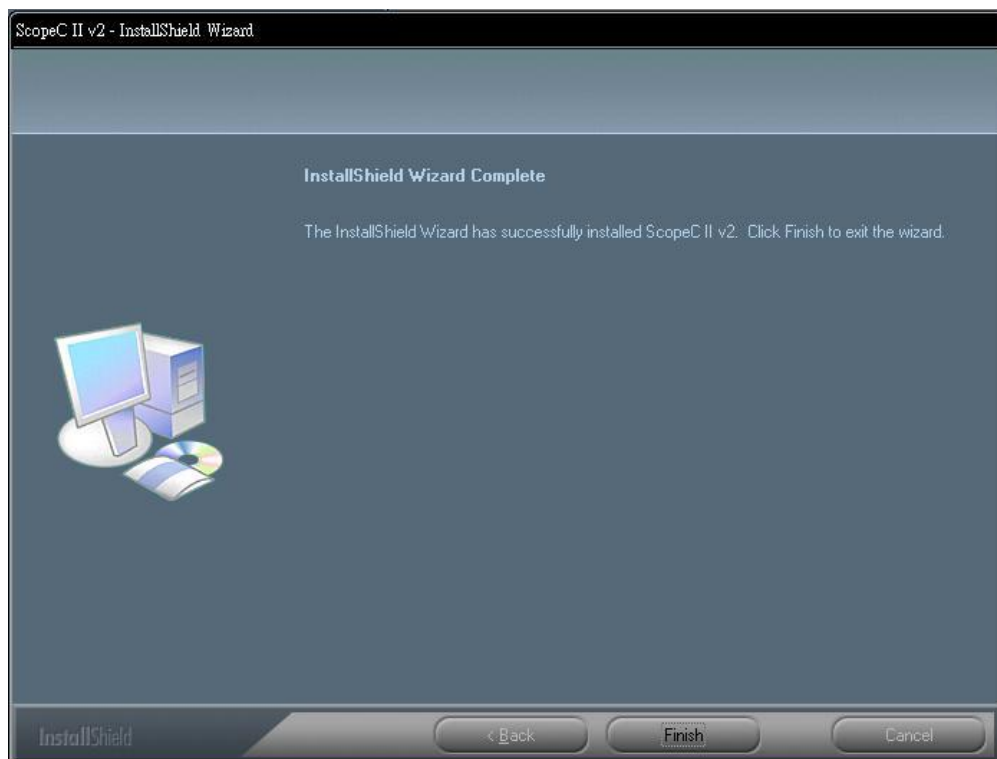 ScopeC II v2 - InstallShield Wizard
InstallShield Wizard Complete
The InstallShield Wizard has successfully installed ScopeC II v2.  Click Finish to exit the wizard.
InstallShield
< Back
Finish
Cancel